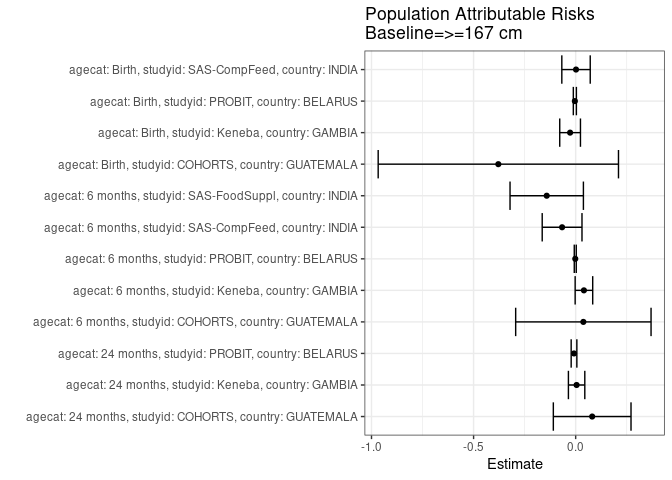 Population Attributable Risks
Baseline=>=167 cm
agecat: Birth, studyid: SAS-CompFeed, country: INDIA
agecat: Birth, studyid: PROBIT, country: BELARUS
agecat: Birth, studyid: Keneba, country: GAMBIA
agecat: Birth, studyid: COHORTS, country: GUATEMALA
agecat: 6 months, studyid: SAS-FoodSuppl, country: INDIA
agecat: 6 months, studyid: SAS-CompFeed, country: INDIA
agecat: 6 months, studyid: PROBIT, country: BELARUS
agecat: 6 months, studyid: Keneba, country: GAMBIA
agecat: 6 months, studyid: COHORTS, country: GUATEMALA
agecat: 24 months, studyid: PROBIT, country: BELARUS
agecat: 24 months, studyid: Keneba, country: GAMBIA
agecat: 24 months, studyid: COHORTS, country: GUATEMALA
-1.0 -0.5 0.0
Estimate